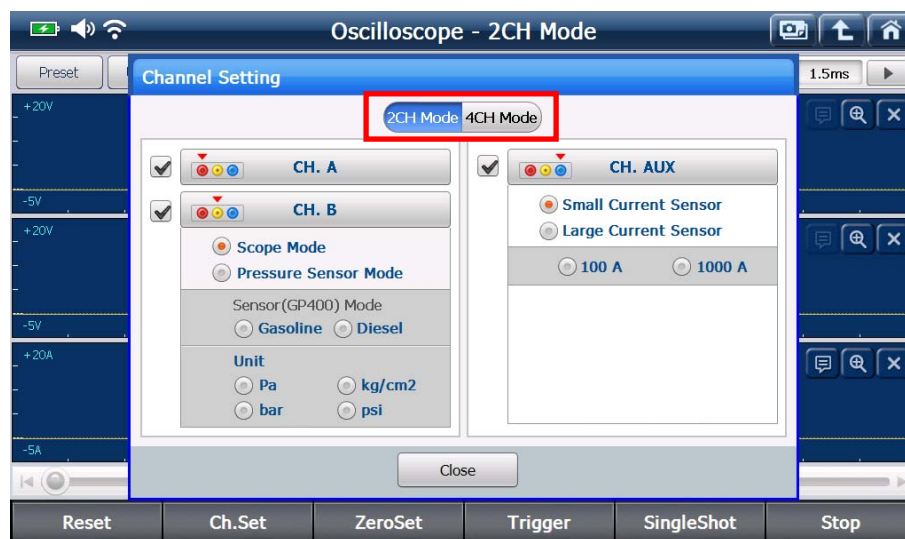 Oscilloscope - 2CH Mode
Preset
1.5ms
Channel Setting
2CH Mode 4CH Mode
CH. A
CH. B
Scope Mode
Pressure Sensor Mode
Sensor(GP400) Mode
Gasoline Diesel
Unit
Pa kg/cm2
bar psi
CH. AUX
Small Current Sensor
Large Current Sensor
100 A 1000 A
Close
+20V
-5V
+20V
-5V
+20A
-5A
Reset Ch.Set ZeroSet Trigger SingleShot Stop